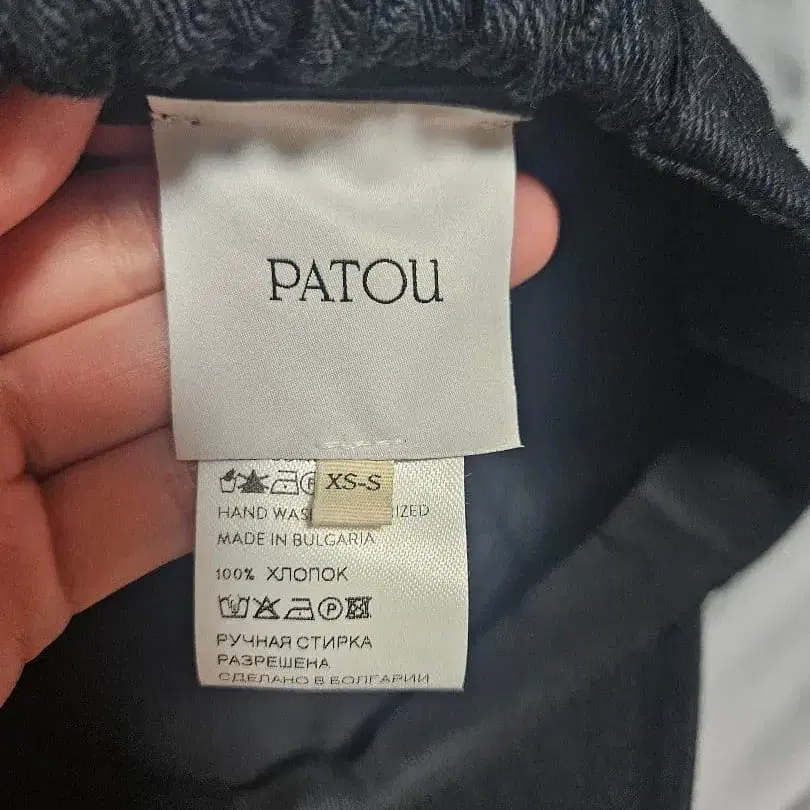 PATOU
XS-S
HAND WAS IZED
MADE IN BULGARIA
100% ХЛОПОК
РУЧНАЯ СТИРКА
РАЗРЕШЕНА
СДЕЛАНО В БОЛГАРИИ